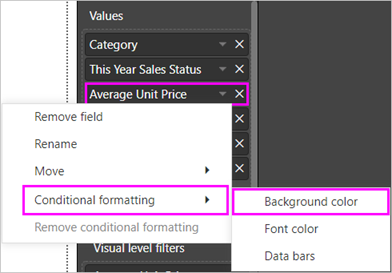 Values
Category
This Year Sales Status
Average Unit Price
Remove field
Rename
Move
Conditional formatting
Remove conditional formatting
Background color
Font color
Data bars
Visual level filters